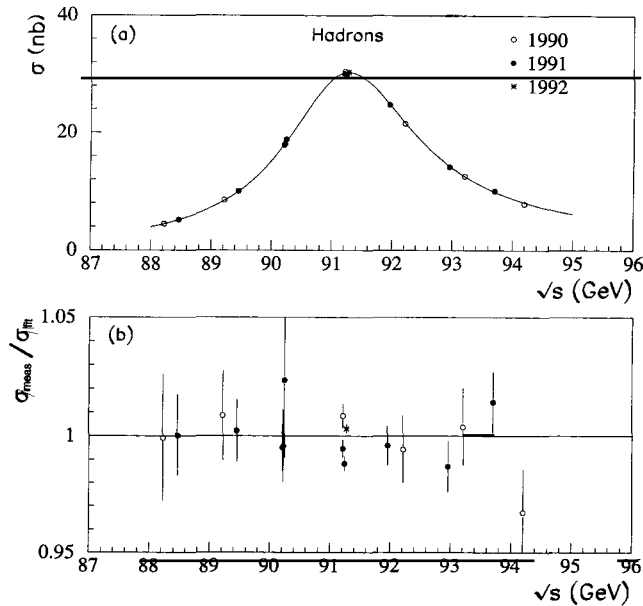 (a)
Hadrons
○ 1990
● 1991
* 1992
σ (nb)
40
20
0
87 88 89 90 91 92 93 94 95 96
√s (GeV)
(b)
σmeas / σfit
1.05
1
0.95
87 88 89 90 91 92 93 94 95 96
√s (GeV)